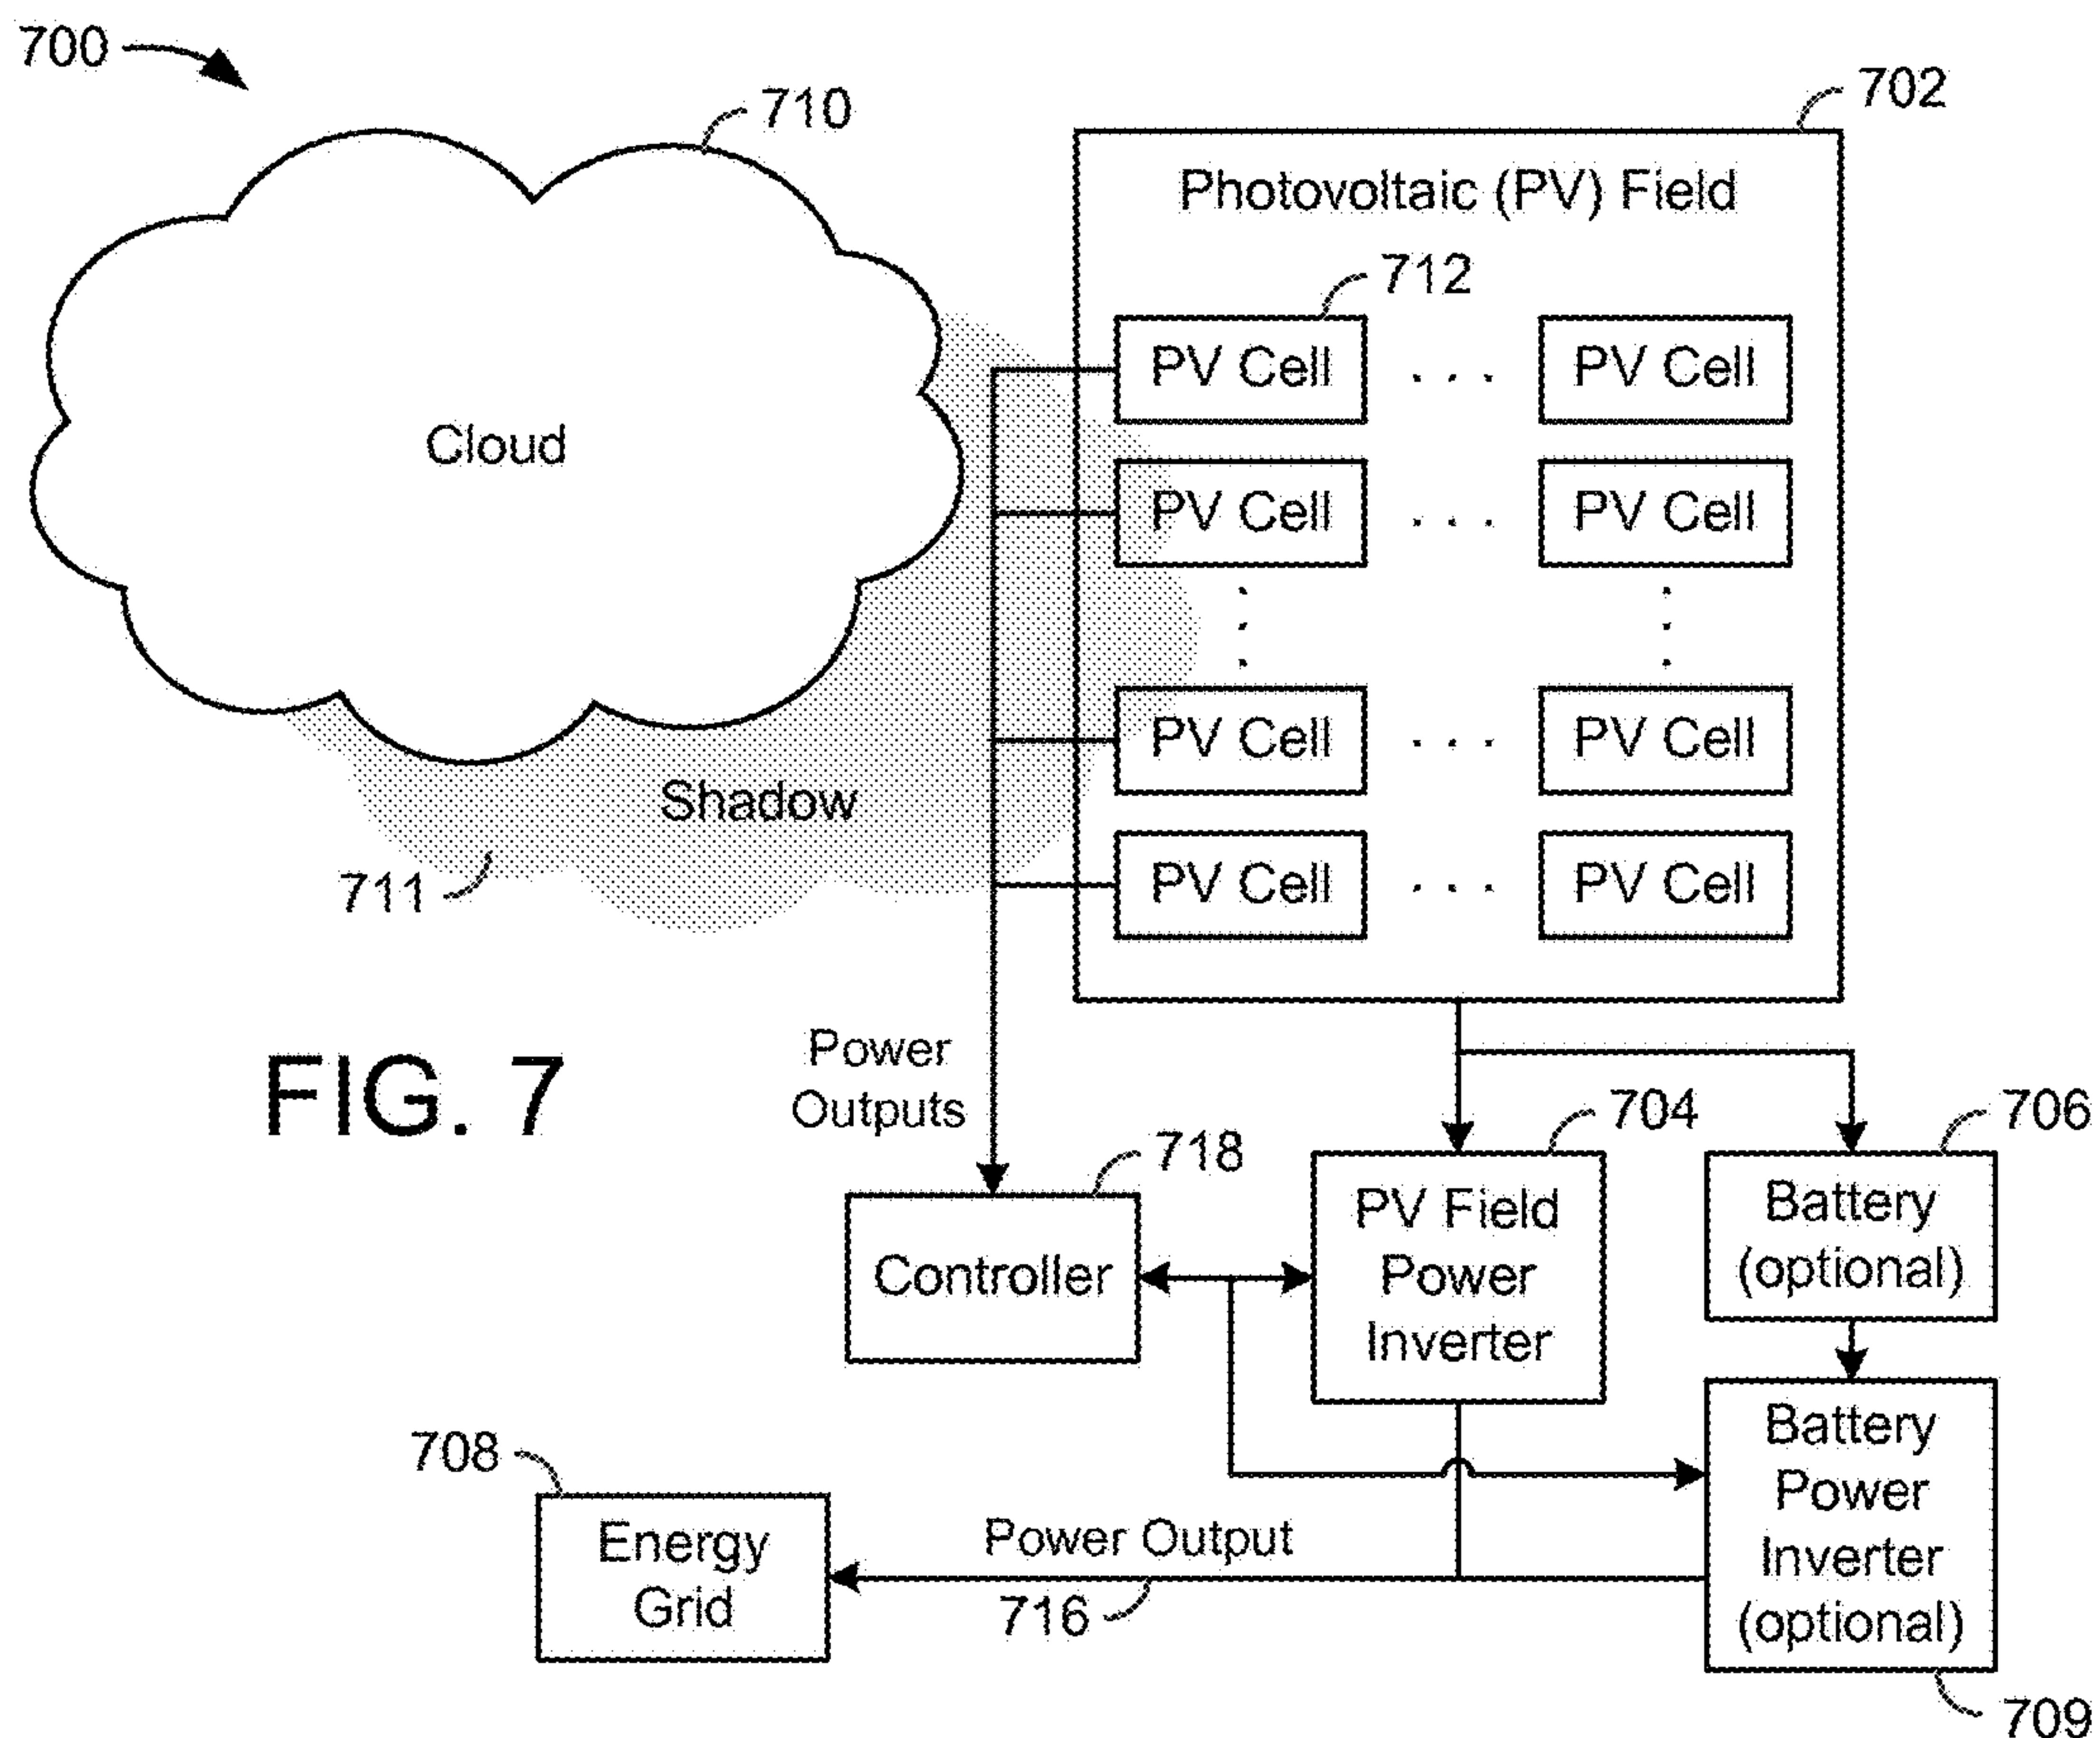 700
710
702
Photovoltaic (PV) Field
712
PV Cell . . . PV Cell
Cloud
PV Cell . . . PV Cell
PV Cell . . . PV Cell
Shadow
711
PV Cell . . . PV Cell
FIG. 7
Power
Outputs
718
704
706
Controller
PV Field
Power
Inverter
Battery
(optional)
708
Energy
Grid
Power Output
716
Battery
Power
Inverter
(optional)
709